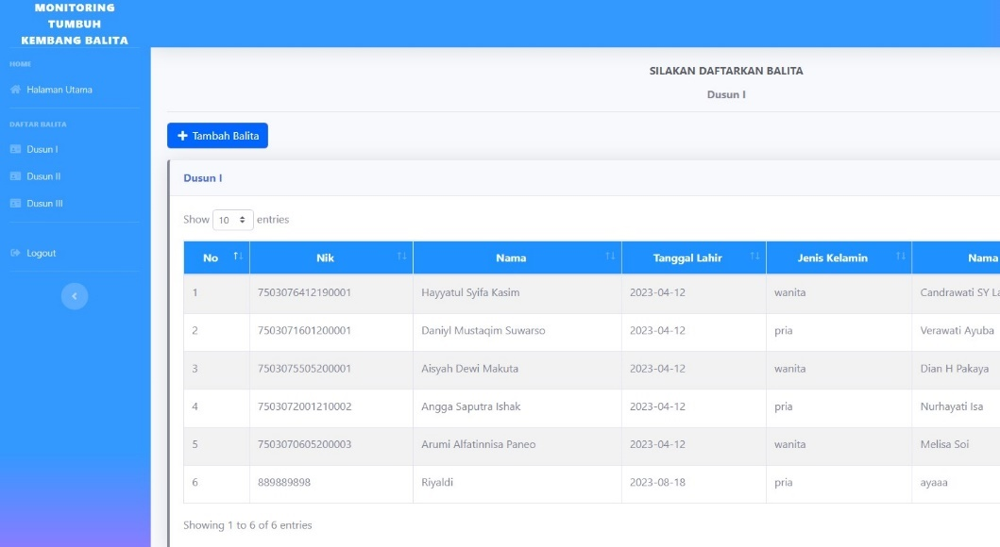 MONITORING
TUMBUH
KEMBANG BALITA
HOME
Halaman Utama
DAFTAR BALITA
Dusun I
Dusun II
Dusun III
Logout
SILAKAN DAFTARKAN BALITA
Dusun I
Tambah Balita
Dusun I
Show 10 entries
No Nik Nama Tanggal Lahir Jenis Kelamin Nama
1 7503076412190001 Hayyatul Syifa Kasim 2023-04-12 wanita Candrawati SY La
2 7503071601200001 Daniyl Mustaqim Suwarso 2023-04-12 pria Verawati Ayuba
3 7503075505200001 Aisyah Dewi Makuta 2023-04-12 wanita Dian H Pakaya
4 7503072001210002 Angga Saputra Ishak 2023-04-12 pria Nurhayati Isa
5 7503070605200003 Arumi Alfatinnisa Paneo 2023-04-12 wanita Melisa Soi
6 889889898 Riyaldi 2023-08-18 pria ayaaa
Showing 1 to 6 of 6 entries